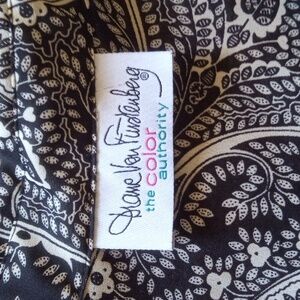 Diane Von Furstenberg®
the color
authority